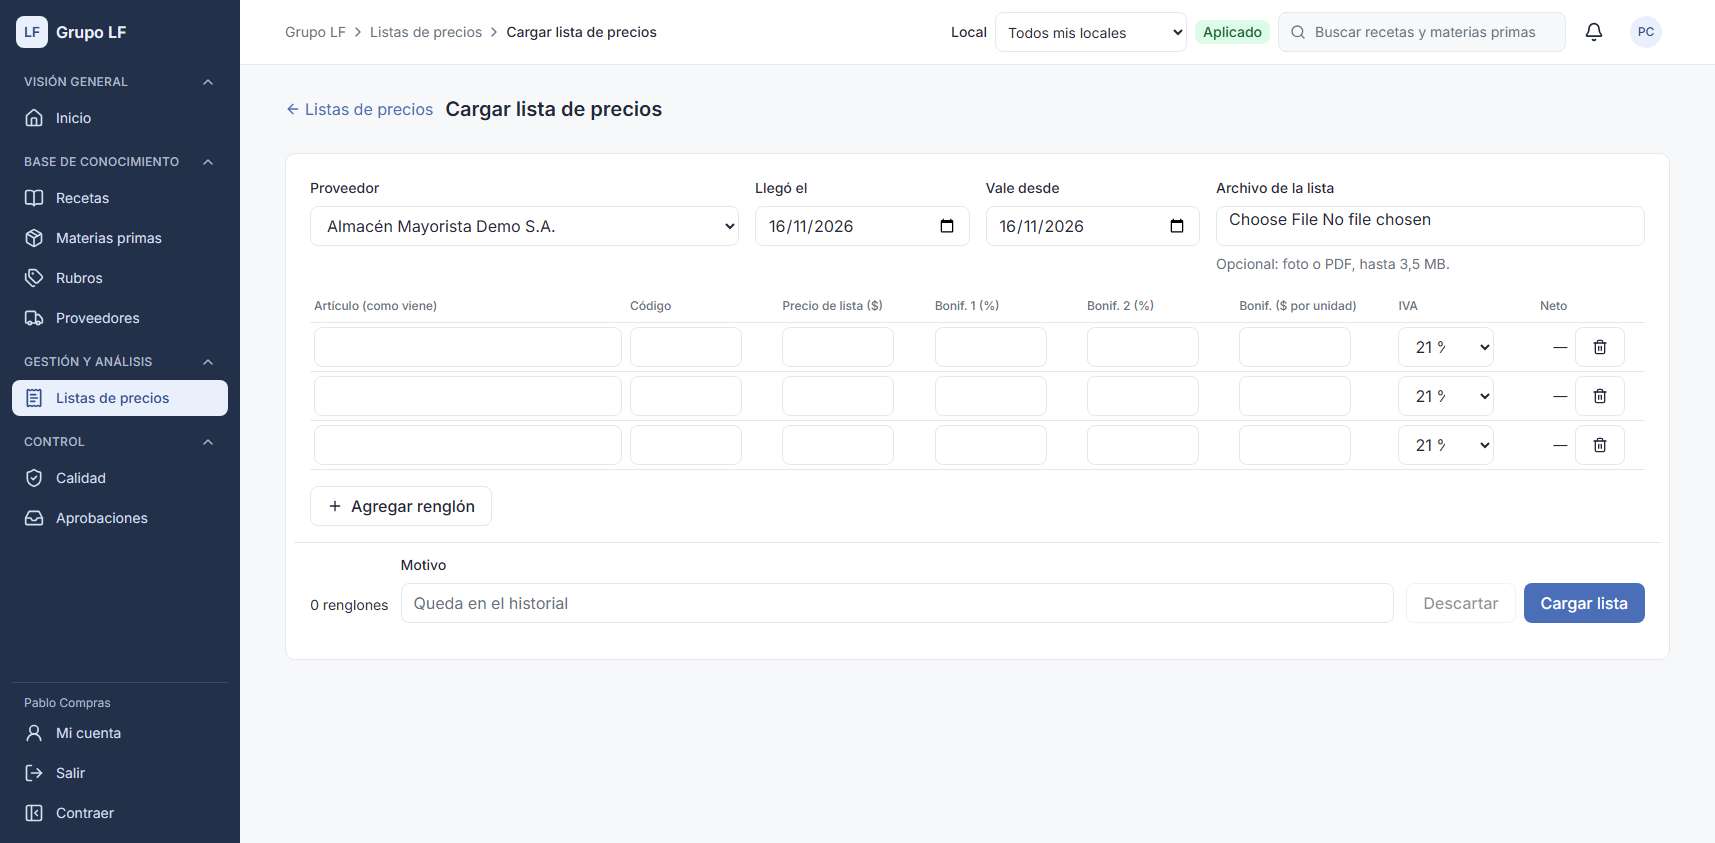 LF Grupo LF
VISIÓN GENERAL
Inicio
BASE DE CONOCIMIENTO
Recetas
Materias primas
Rubros
Proveedores
GESTIÓN Y ANÁLISIS
Listas de precios
CONTROL
Calidad
Aprobaciones
Pablo Compras
Mi cuenta
Salir
Contraer
Grupo LF > Listas de precios > Cargar lista de precios
Local Todos mis locales Aplicado Buscar recetas y materias primas PC
← Listas de precios Cargar lista de precios
Proveedor Llegó el Vale desde Archivo de la lista
Almacén Mayorista Demo S.A. 16/11/2026 16/11/2026 Choose File No file chosen
Opcional: foto o PDF, hasta 3,5 MB.
Artículo (como viene) Código Precio de lista ($) Bonif. 1 (%) Bonif. 2 (%) Bonif. ($ por unidad) IVA Neto
21 % —
21 % —
21 % —
+ Agregar renglón
Motivo
0 renglones Queda en el historial Descartar Cargar lista